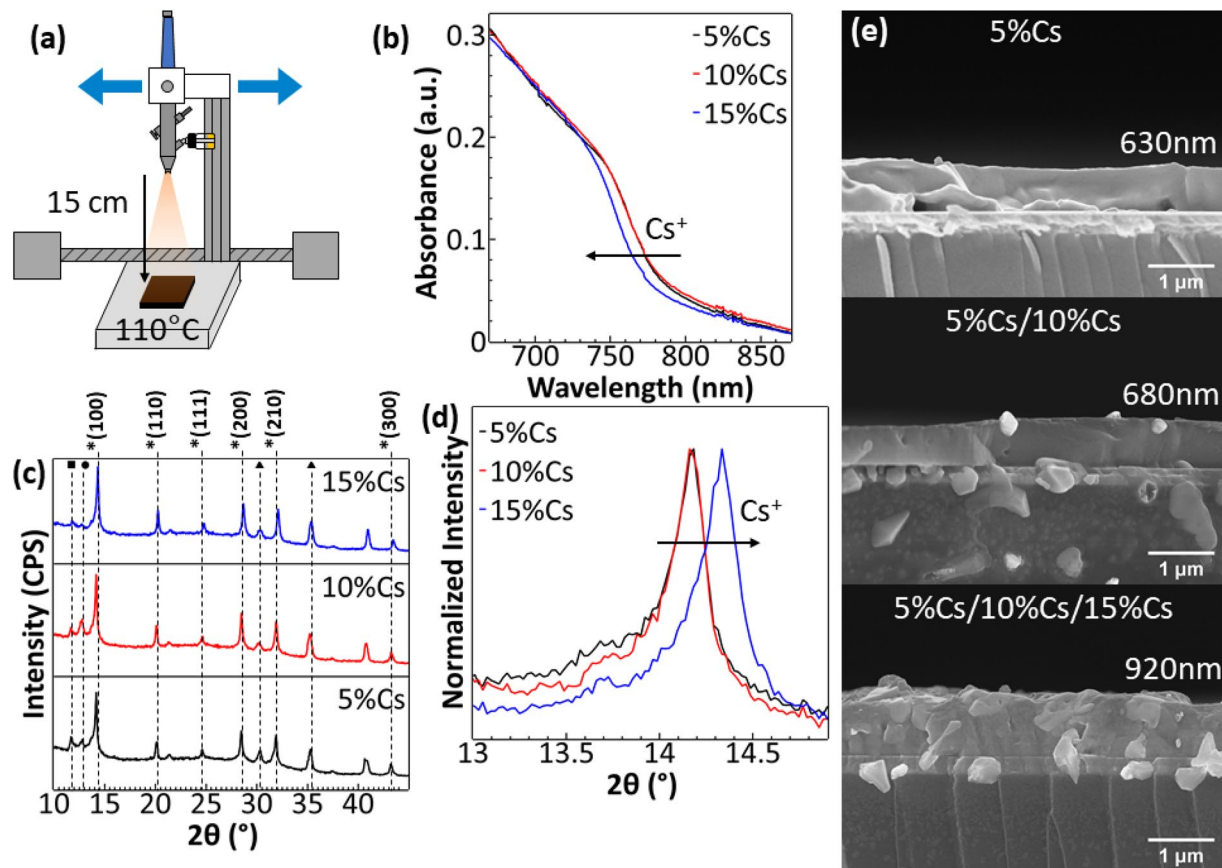 (a)
15 cm
110°C
(b)
Absorbance (a.u.)
0.3
0.2
0.1
0
5%Cs
10%Cs
15%Cs
Cs⁺
700 750 800 850
Wavelength (nm)
(c)
*(100)
*(110)
*(111)
*(200)
*(210)
*(300)
Intensity (CPS)
15%Cs
10%Cs
5%Cs
10 15 20 25 30 35 40
2θ (°)
(d)
Normalized Intensity
5%Cs
10%Cs
15%Cs
Cs⁺
13 13.5 14 14.5
2θ (°)
(e)
5%Cs
630nm
1 μm
5%Cs/10%Cs
680nm
1 μm
5%Cs/10%Cs/15%Cs
920nm
1 μm